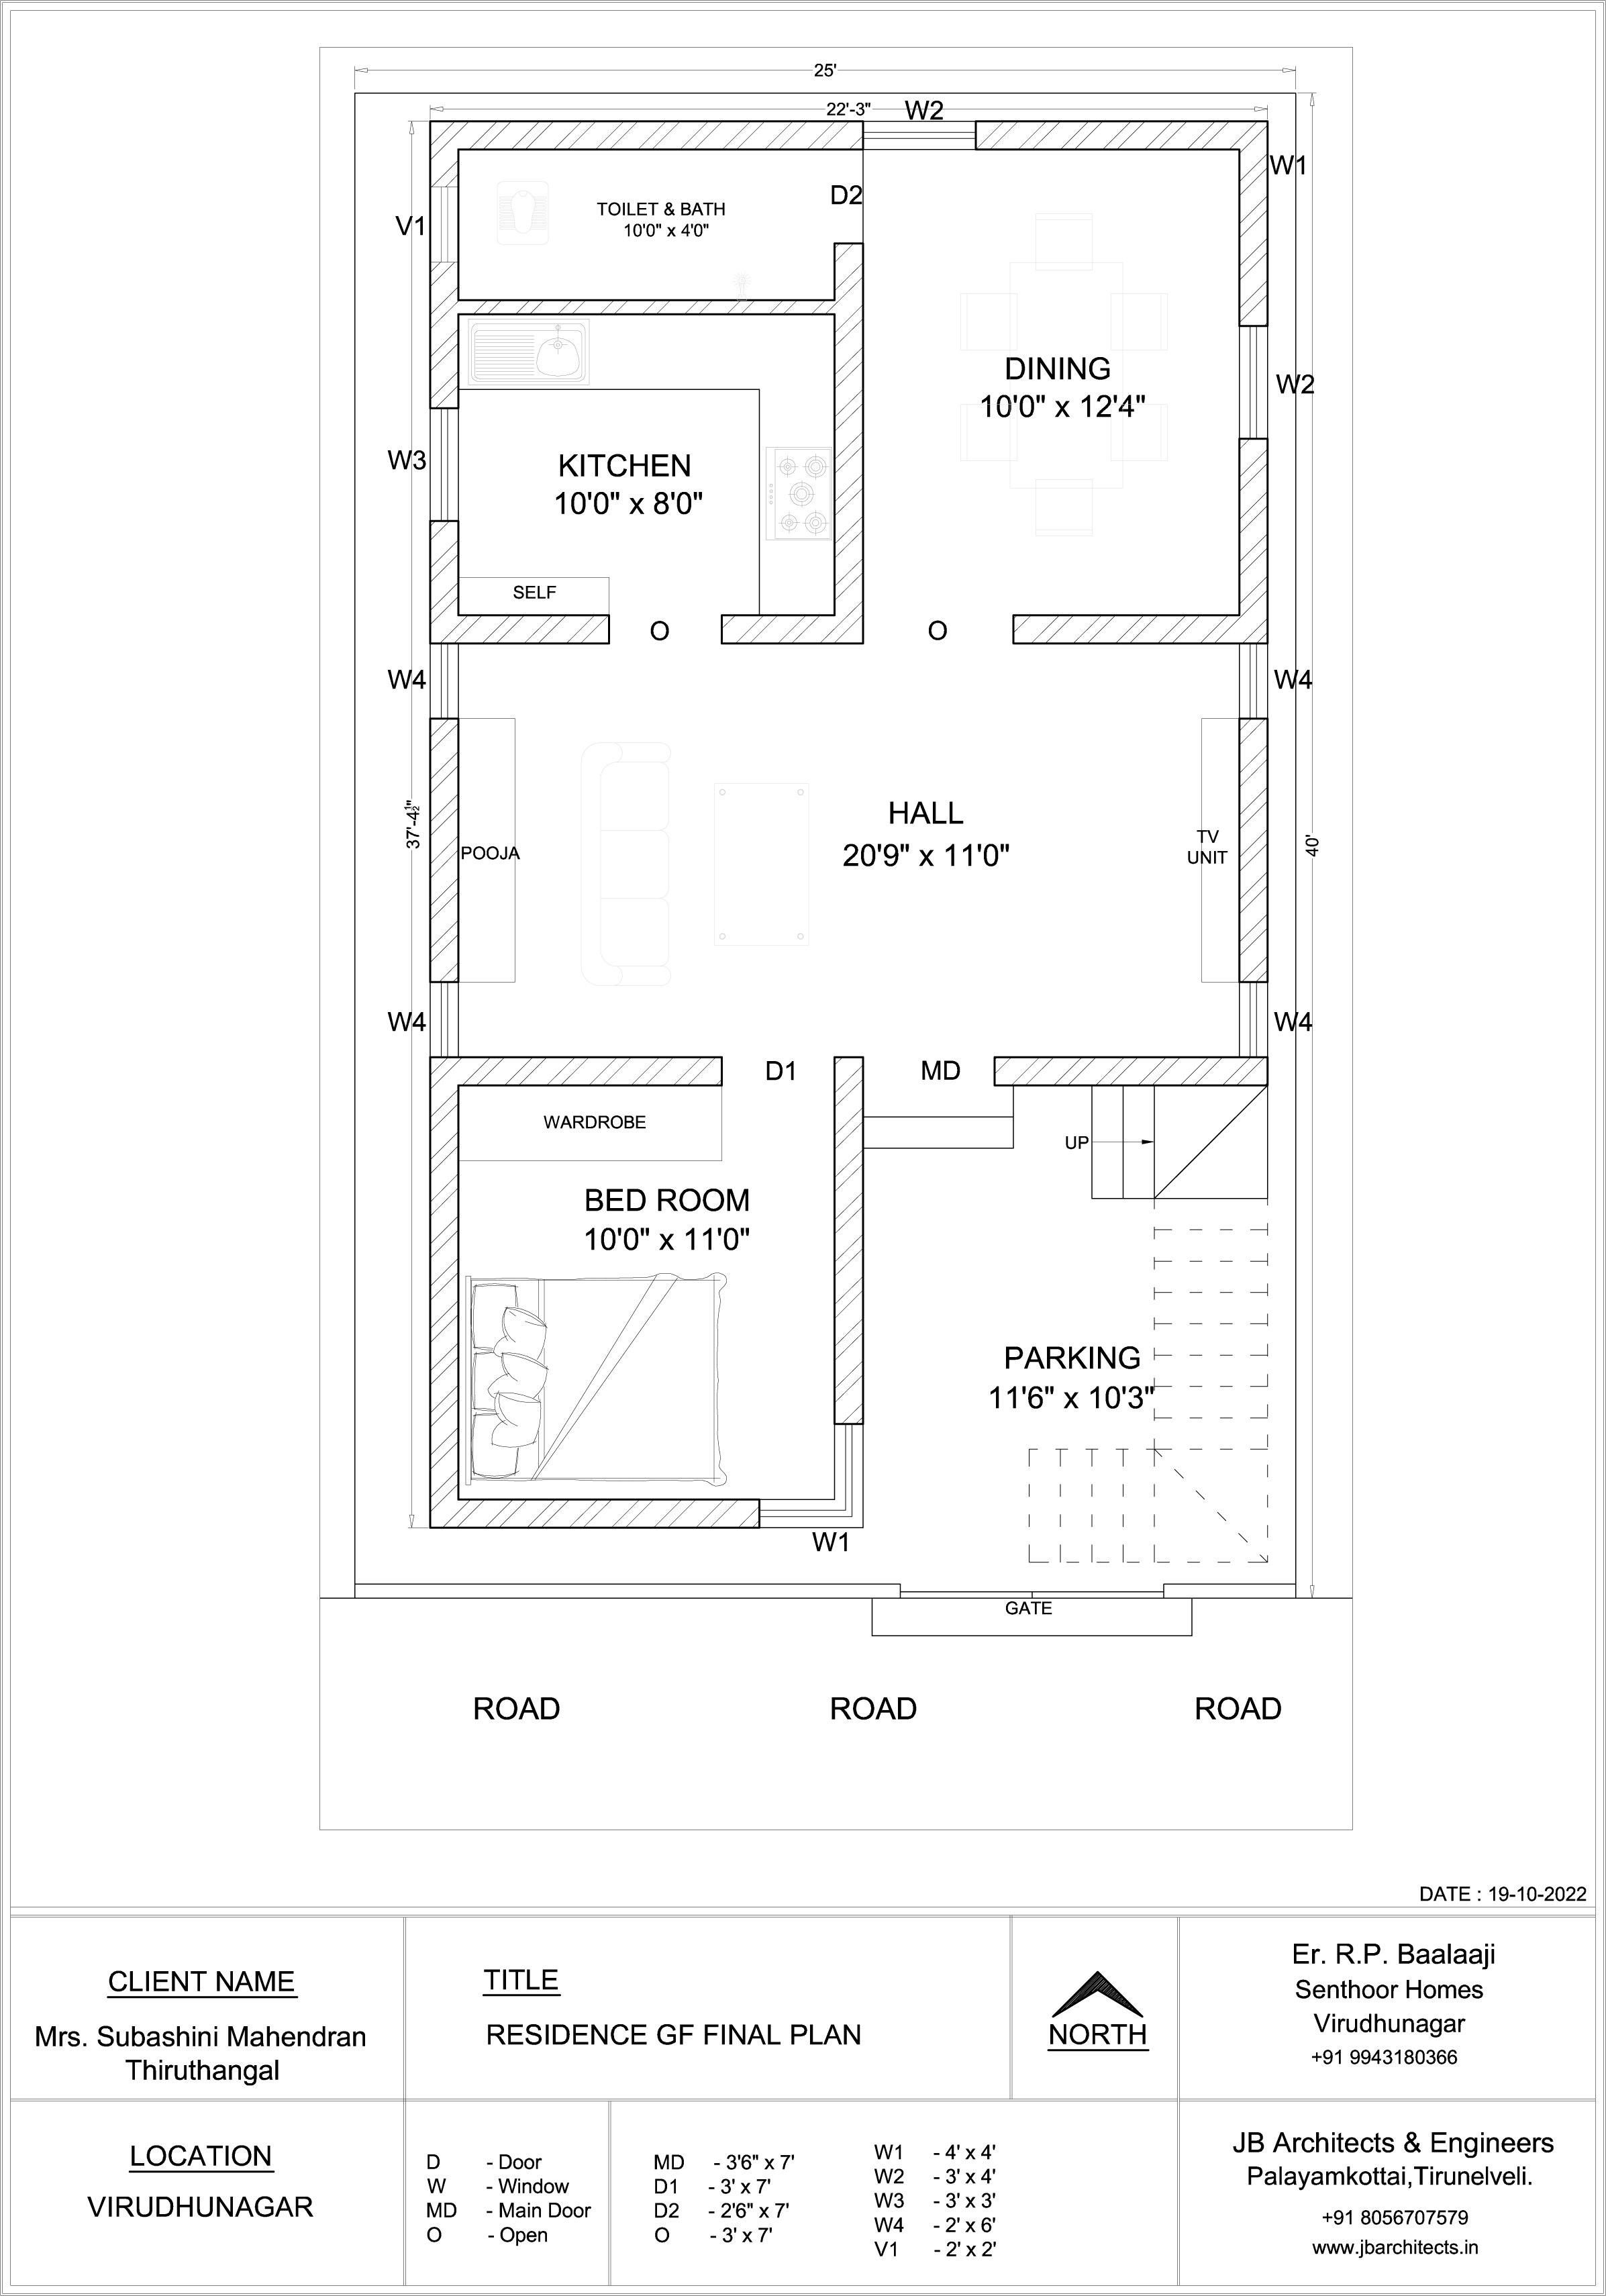 25'
22'-3"
W2
W1
D2
V1
TOILET & BATH
10'0" x 4'0"
DINING
10'0" x 12'4"
W2
W3
KITCHEN
10'0" x 8'0"
SELF
O
O
W4
W4
37'-4½"
POOJA
HALL
20'9" x 11'0"
TV
UNIT
40'
W4
W4
D1
MD
WARDROBE
UP
BED ROOM
10'0" x 11'0"
PARKING
11'6" x 10'3"
W1
GATE
ROAD ROAD ROAD
DATE : 19-10-2022
CLIENT NAME
Mrs. Subashini Mahendran
Thiruthangal
TITLE
RESIDENCE GF FINAL PLAN
NORTH
Er. R.P. Baalaaji
Senthoor Homes
Virudhunagar
+91 9943180366
LOCATION
VIRUDHUNAGAR
D - Door
W - Window
MD - Main Door
O - Open
MD - 3'6" x 7'
D1 - 3' x 7'
D2 - 2'6" x 7'
O - 3' x 7'
W1 - 4' x 4'
W2 - 3' x 4'
W3 - 3' x 3'
W4 - 2' x 6'
V1 - 2' x 2'
JB Architects & Engineers
Palayamkottai,Tirunelveli.
+91 8056707579
www.jbarchitects.in